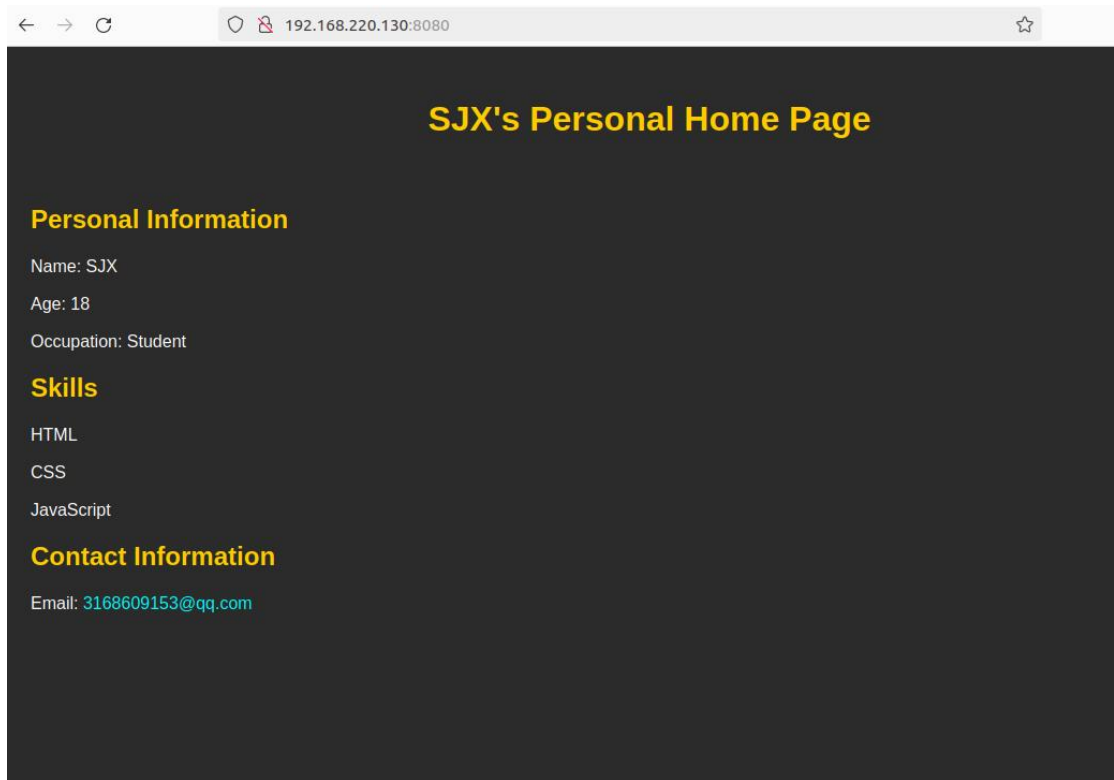 192.168.220.130:8080
SJX's Personal Home Page
Personal Information
Name: SJX
Age: 18
Occupation: Student
Skills
HTML
CSS
JavaScript
Contact Information
Email: 3168609153@qq.com